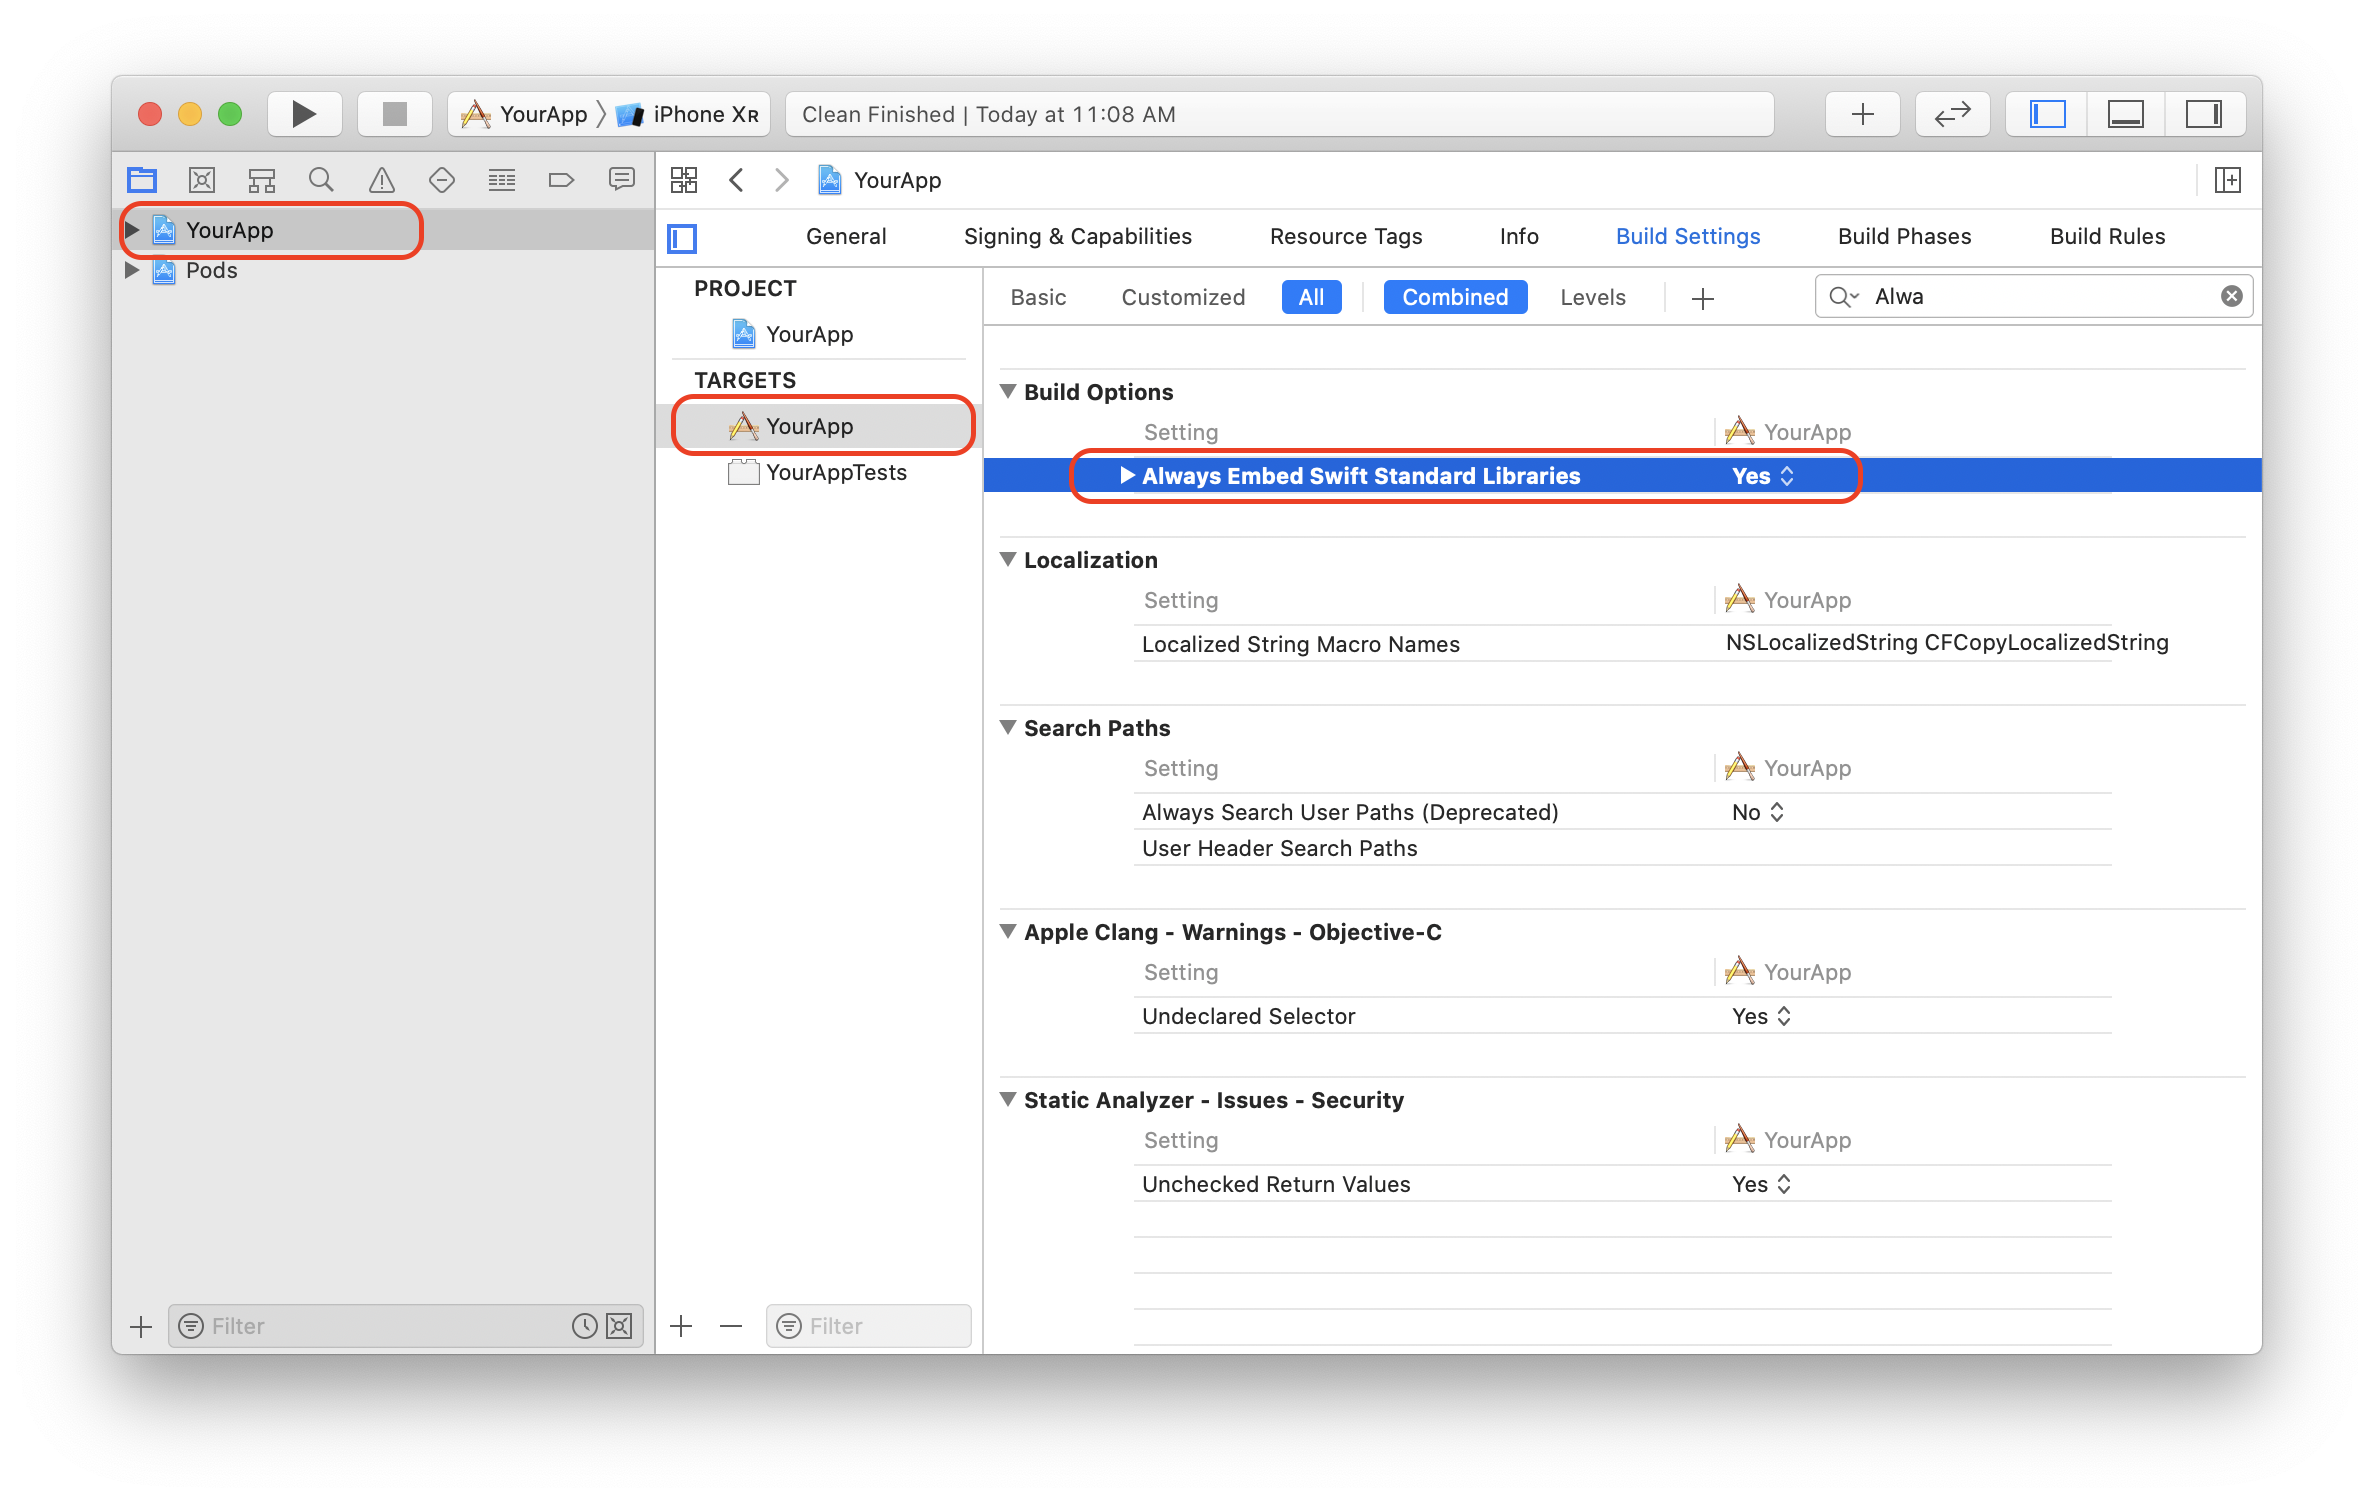 YourApp iPhone XR
Clean Finished | Today at 11:08 AM
YourApp
Pods
YourApp
General Signing & Capabilities Resource Tags Info Build Settings Build Phases Build Rules
PROJECT
YourApp
TARGETS
YourApp
YourAppTests
Basic Customized All Combined Levels
Alwa
Build Options
Setting YourApp
Always Embed Swift Standard Libraries Yes
Localization
Setting YourApp
Localized String Macro Names NSLocalizedString CFCopyLocalizedString
Search Paths
Setting YourApp
Always Search User Paths (Deprecated) No
User Header Search Paths
Apple Clang - Warnings - Objective-C
Setting YourApp
Undeclared Selector Yes
Static Analyzer - Issues - Security
Setting YourApp
Unchecked Return Values Yes
Filter
Filter